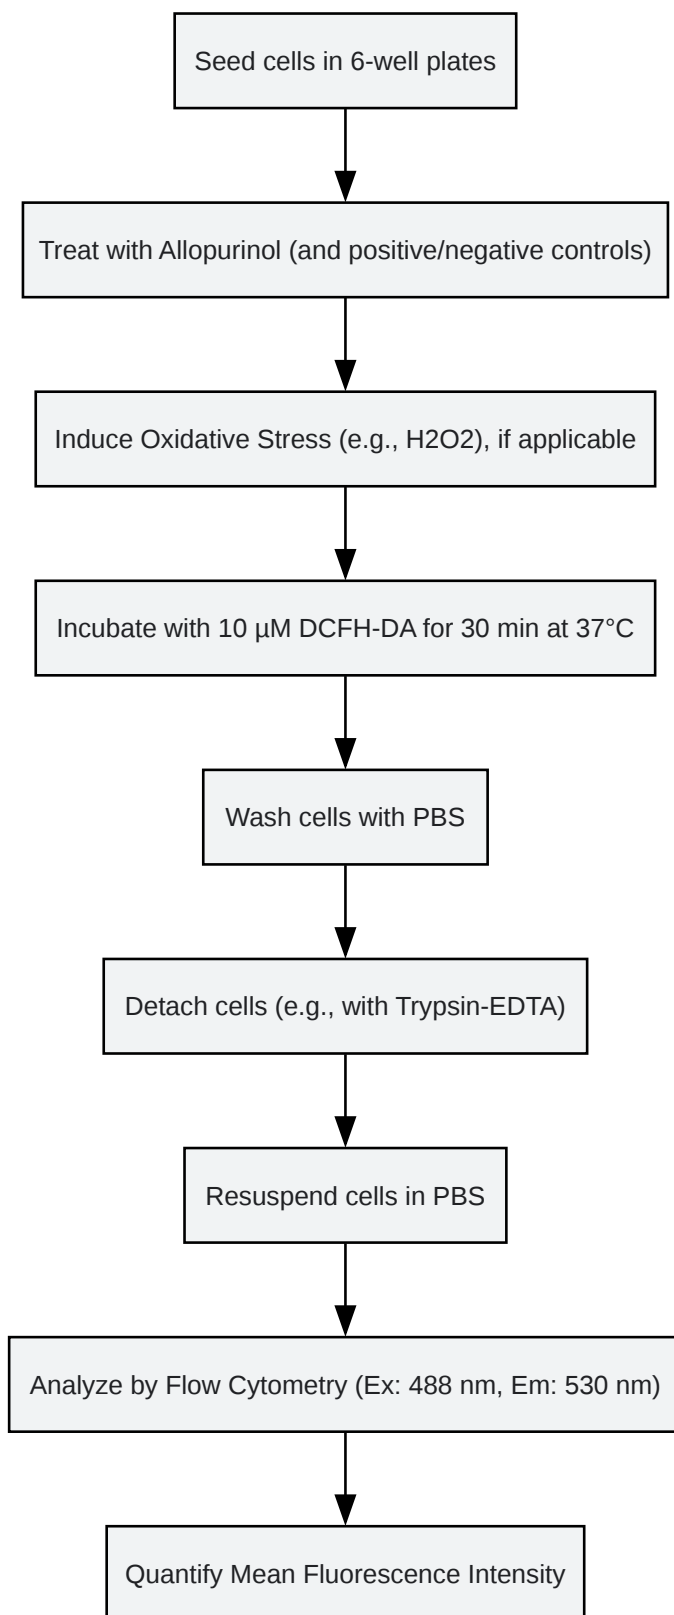 Seed cells in 6-well plates
Treat with Allopurinol (and positive/negative controls)
Induce Oxidative Stress (e.g., H2O2), if applicable
Incubate with 10 µM DCFH-DA for 30 min at 37°C
Wash cells with PBS
Detach cells (e.g., with Trypsin-EDTA)
Resuspend cells in PBS
Analyze by Flow Cytometry (Ex: 488 nm, Em: 530 nm)
Quantify Mean Fluorescence Intensity